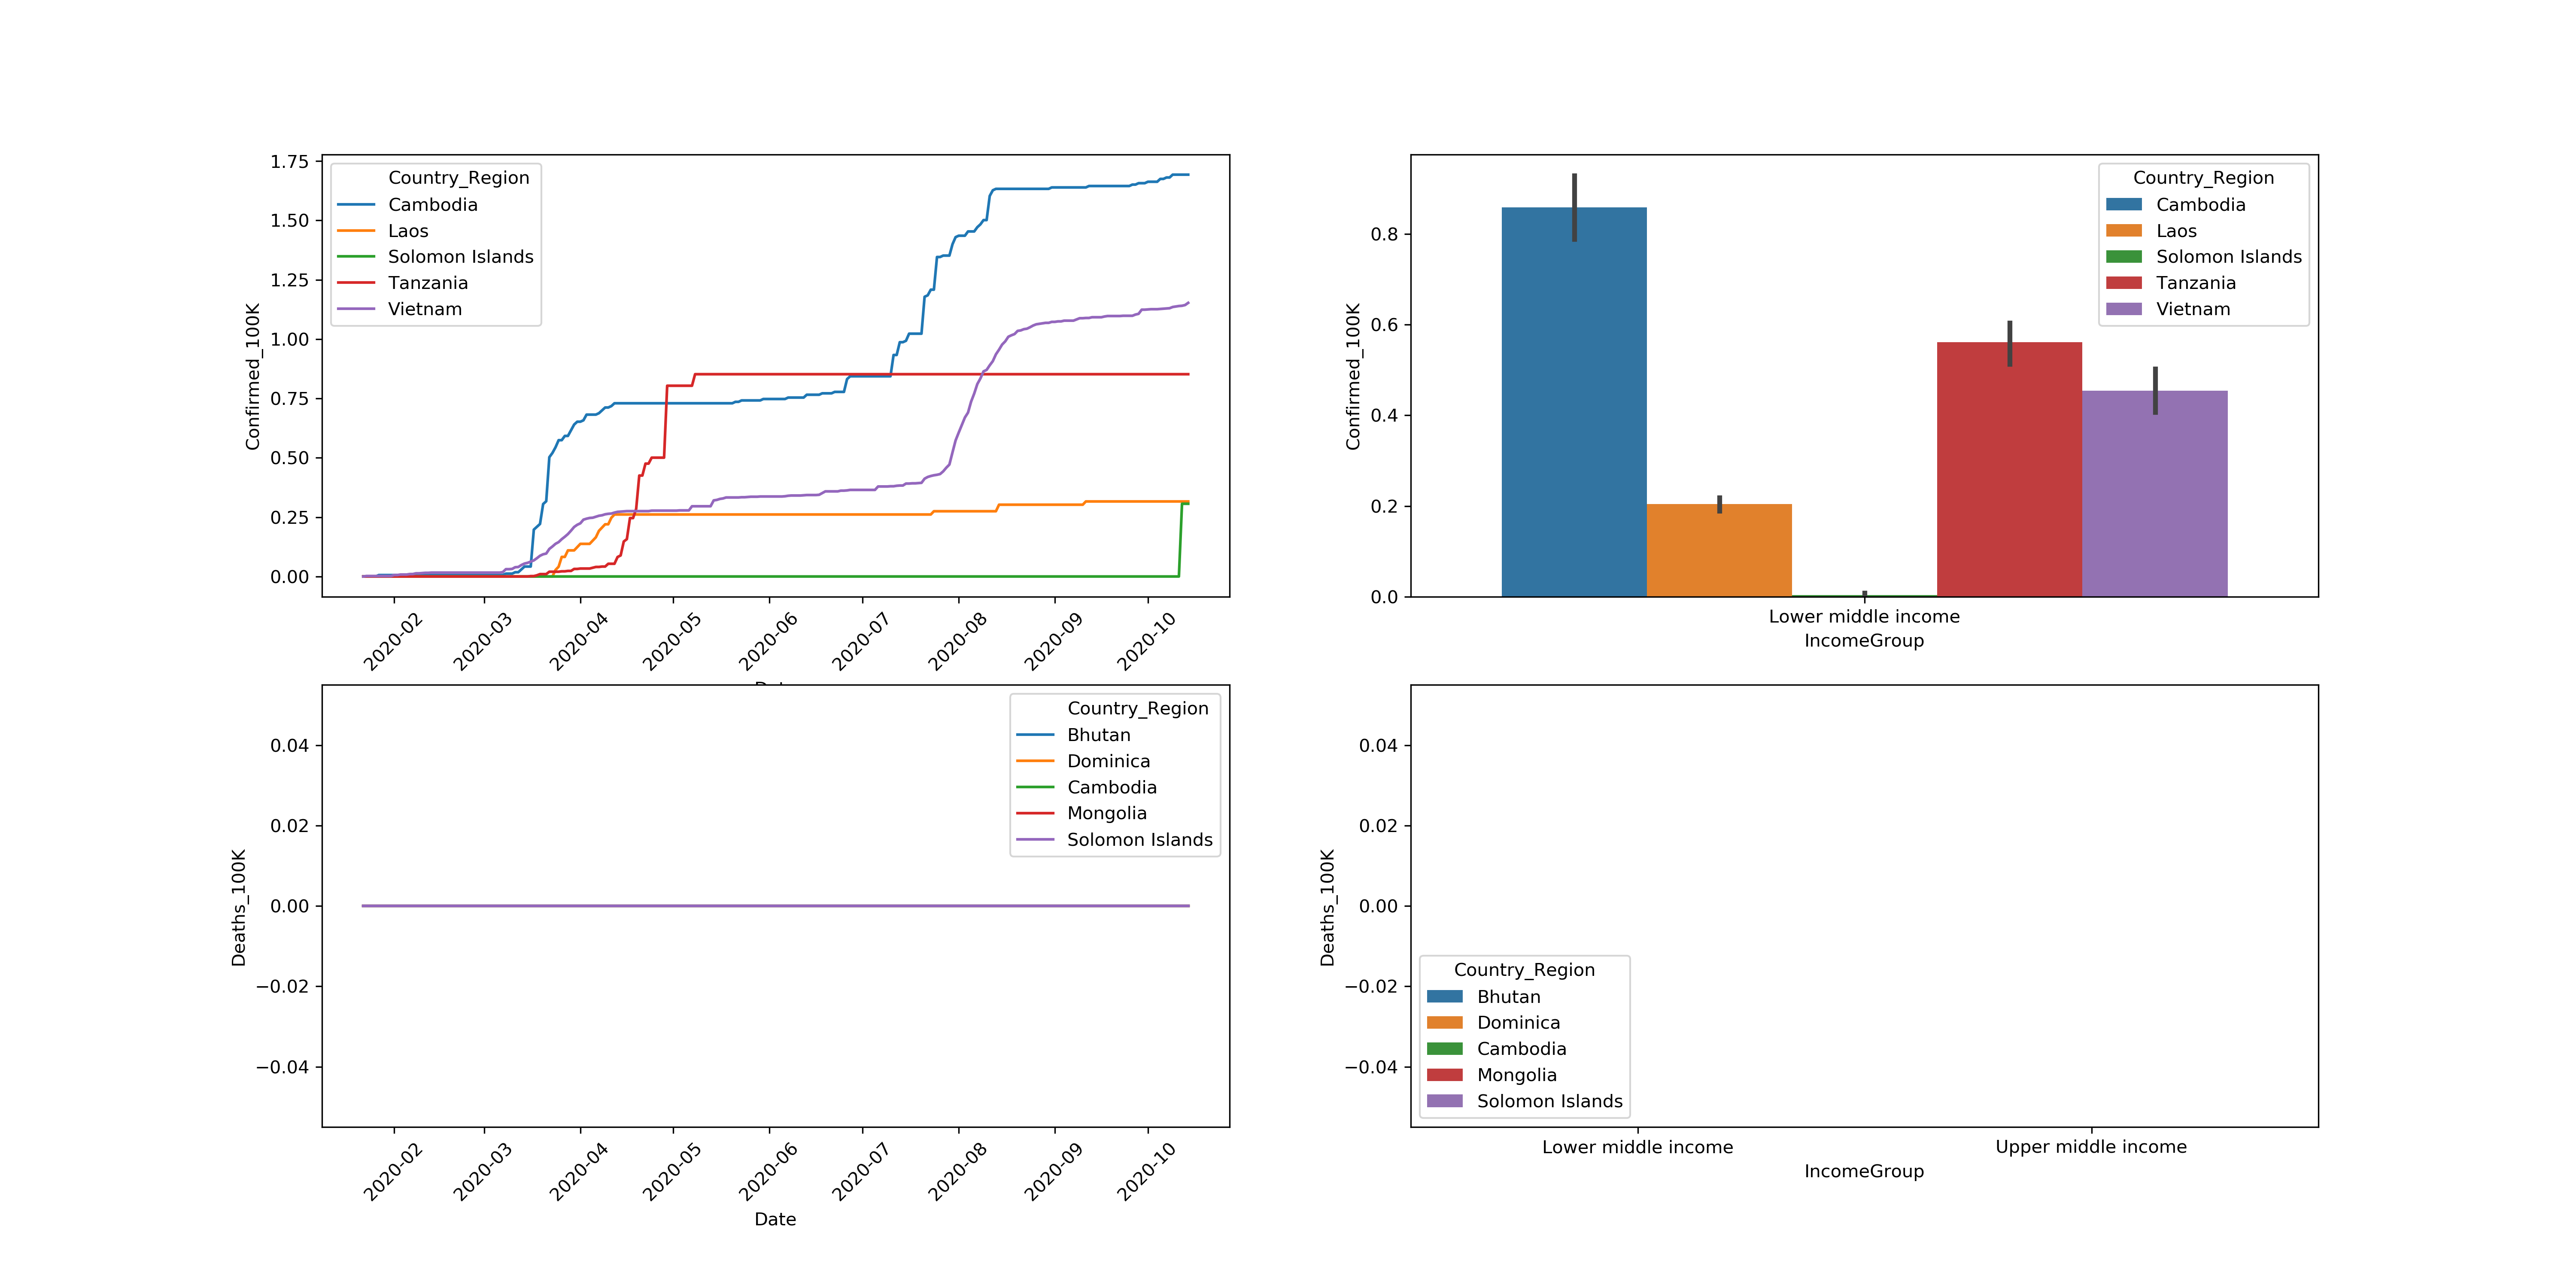 1.75
1.50
1.25
1.00
0.75
0.50
0.25
0.00
Confirmed_100K
Country_Region
Cambodia
Laos
Solomon Islands
Tanzania
Vietnam
2020-02
2020-03
2020-04
2020-05
2020-06
2020-07
2020-08
2020-09
2020-10
0.8
0.6
0.4
0.2
0.0
Confirmed_100K
Country_Region
Cambodia
Laos
Solomon Islands
Tanzania
Vietnam
Lower middle income
IncomeGroup
0.04
0.02
0.00
−0.02
−0.04
Deaths_100K
Country_Region
Bhutan
Dominica
Cambodia
Mongolia
Solomon Islands
2020-02
2020-03
2020-04
2020-05
2020-06
2020-07
2020-08
2020-09
2020-10
Date
0.04
0.02
0.00
−0.02
−0.04
Deaths_100K
Country_Region
Bhutan
Dominica
Cambodia
Mongolia
Solomon Islands
Lower middle income
Upper middle income
IncomeGroup